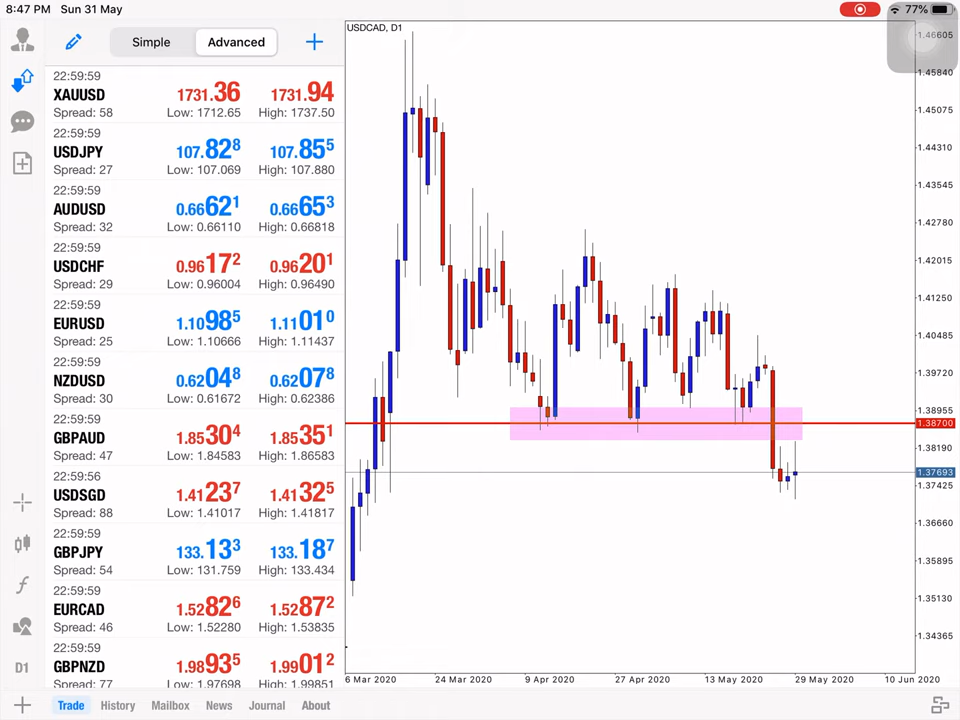 8:47 PM Sun 31 May 77%
Simple Advanced
22:59:59
XAUUSD 1731.36 1731.94
Spread: 58 Low: 1712.65 High: 1737.50
22:59:59
USDJPY 107.828 107.855
Spread: 27 Low: 107.069 High: 107.880
22:59:59
AUDUSD 0.66621 0.66653
Spread: 32 Low: 0.66110 High: 0.66818
22:59:59
USDCHF 0.96172 0.96201
Spread: 29 Low: 0.96004 High: 0.96490
22:59:59
EURUSD 1.10985 1.11010
Spread: 25 Low: 1.10666 High: 1.11437
22:59:59
NZDUSD 0.62048 0.62078
Spread: 30 Low: 0.61672 High: 0.62386
22:59:59
GBPAUD 1.85304 1.85351
Spread: 47 Low: 1.84583 High: 1.86583
22:59:56
USDSGD 1.41237 1.41325
Spread: 88 Low: 1.41017 High: 1.41817
22:59:59
GBPJPY 133.133 133.187
Spread: 54 Low: 131.759 High: 133.434
22:59:59
EURCAD 1.52826 1.52872
Spread: 46 Low: 1.52280 High: 1.53835
22:59:59
GBPNZD 1.98935 1.99012
Spread: 77 Low: 1.97698 High: 1.99851
D1
Trade History Mailbox News Journal About
USDCAD, D1
1.46605
1.45840
1.45075
1.44310
1.43545
1.42780
1.42015
1.41250
1.40485
1.39720
1.38955
1.38700
1.38190
1.37693
1.37425
1.36660
1.35895
1.35130
1.34365
6 Mar 2020 24 Mar 2020 9 Apr 2020 27 Apr 2020 13 May 2020 29 May 2020 10 Jun 2020